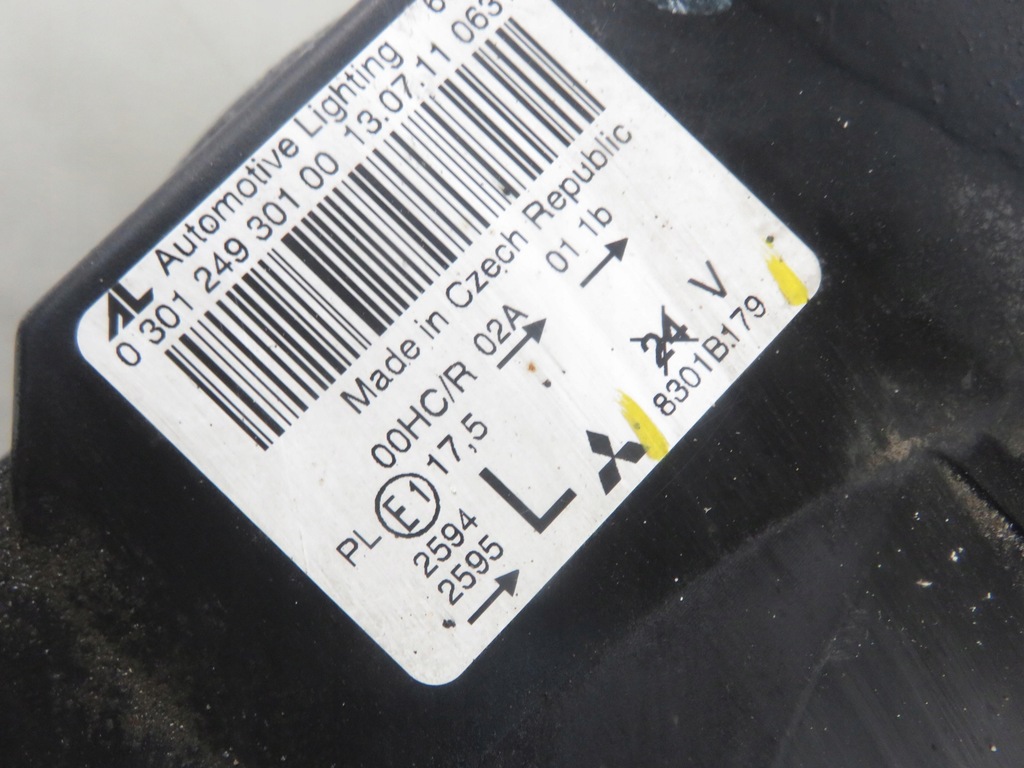 AL Automotive Lighting 6
0 301 249 301 00 13.07.11 063
Made in Czech Republic
00HC/R 02A 01 1b
PL E1 17,5
2594
2595
L
24 V
8301B179